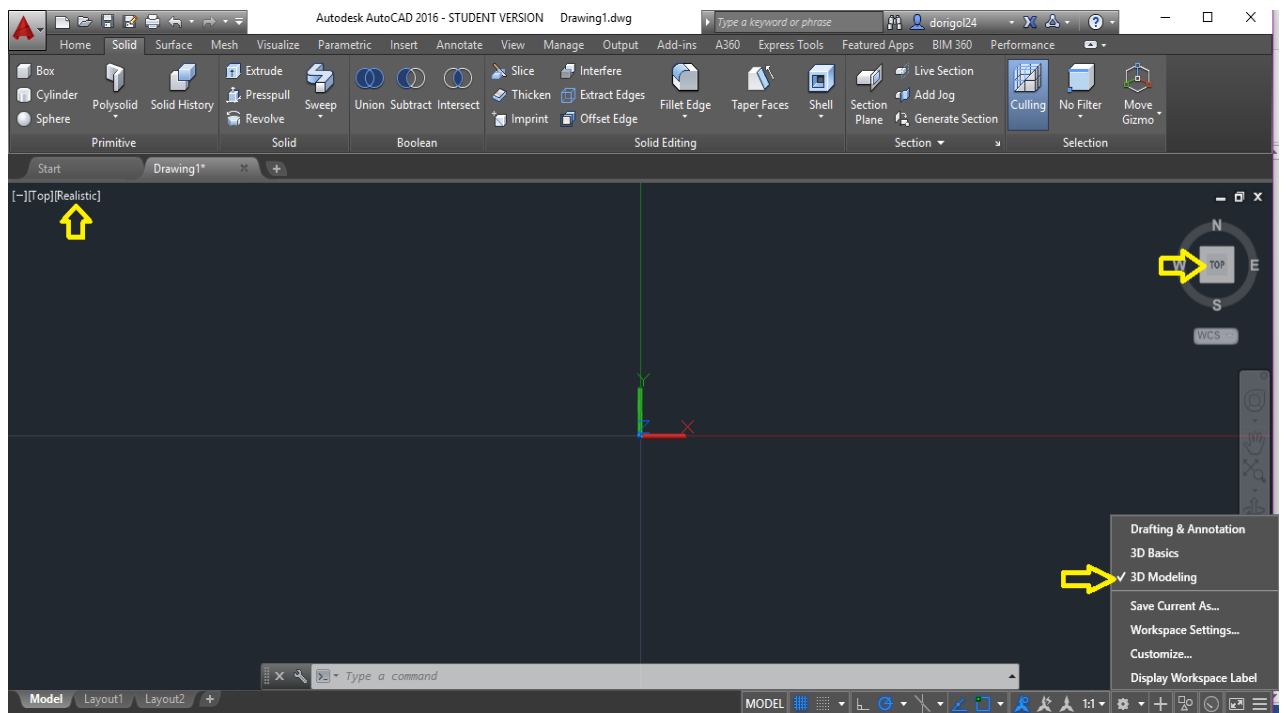 Autodesk AutoCAD 2016 - STUDENT VERSION Drawing1.dwg Type a keyword or phrase dorigol24
Home Solid Surface Mesh Visualize Parametric Insert Annotate View Manage Output Add-ins A360 Express Tools Featured Apps BIM 360 Performance
Box
Cylinder
Sphere
Polysolid Solid History
Extrude
Presspull
Revolve
Sweep
Union Subtract Intersect
Slice Interfere
Thicken Extract Edges
Imprint Offset Edge
Fillet Edge Taper Faces Shell
Section
Plane
Live Section
Add Jog
Generate Section
Culling No Filter
Move
Gizmo
Primitive Solid Boolean Solid Editing Section Selection
Start Drawing1* +
[−][Top][Realistic]
N
W TOP E
S
WCS
Y
Z X
Drafting & Annotation
3D Basics
✓ 3D Modeling
Save Current As...
Workspace Settings...
Customize...
Display Workspace Label
Type a command
Model Layout1 Layout2 +
MODEL 1:1